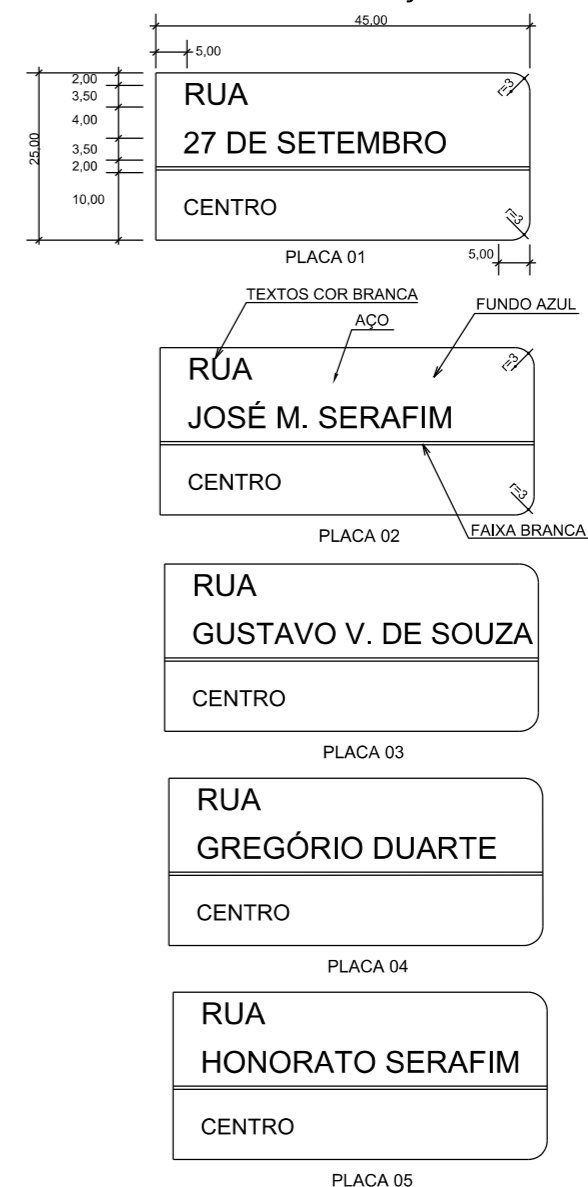 45,00
5,00
2,00
3,50
4,00
3,50
2,00
10,00
25,00
RUA
27 DE SETEMBRO
CENTRO
r=3
r=3
5,00
PLACA 01
TEXTOS COR BRANCA
AÇO
FUNDO AZUL
RUA
JOSÉ M. SERAFIM
CENTRO
r=3
r=3
FAIXA BRANCA
PLACA 02
RUA
GUSTAVO V. DE SOUZA
CENTRO
PLACA 03
RUA
GREGÓRIO DUARTE
CENTRO
PLACA 04
RUA
HONORATO SERAFIM
CENTRO
PLACA 05